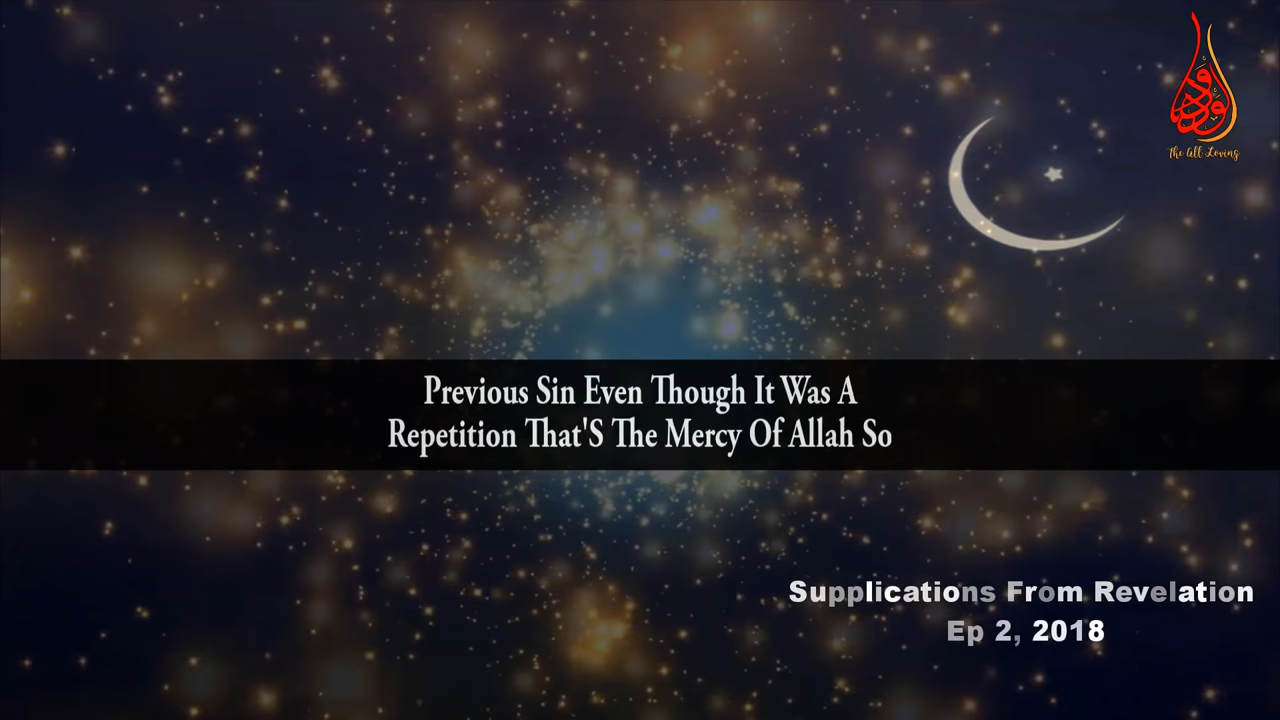 الودود
The All Loving
Previous Sin Even Though It Was A
Repetition That'S The Mercy Of Allah So
Supplications From Revelation
Ep 2, 2018